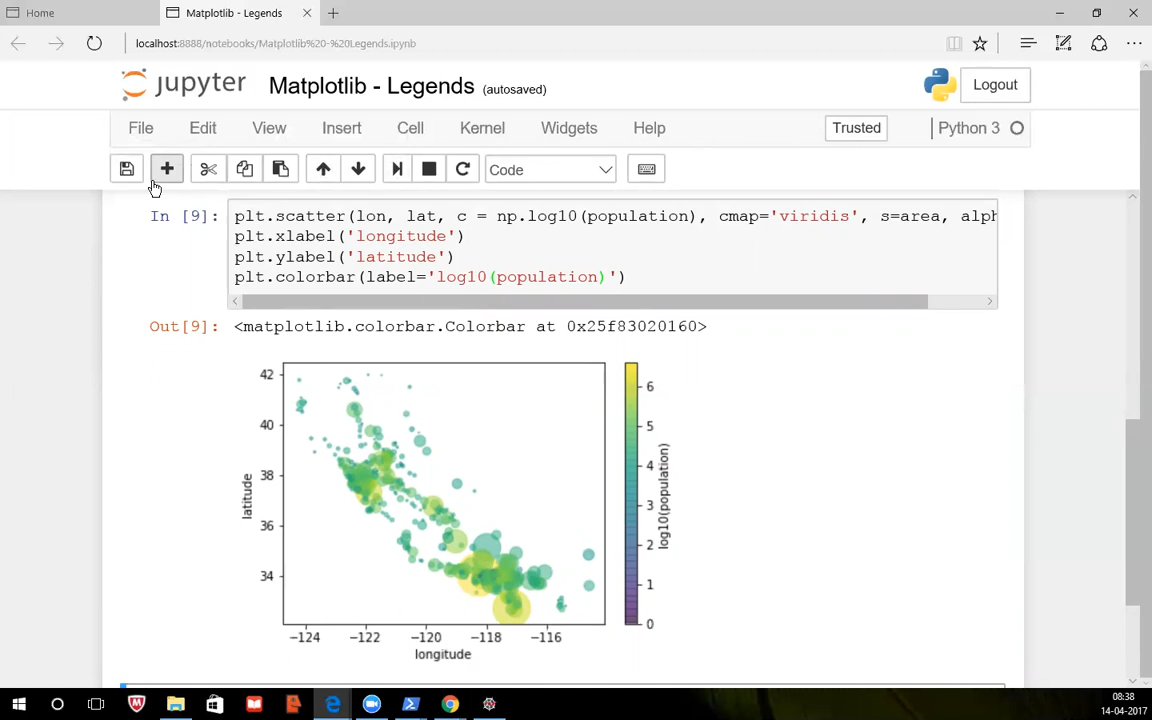 Home
Matplotlib - Legends
localhost:8888/notebooks/Matplotlib%20-%20Legends.ipynb
jupyter Matplotlib - Legends (autosaved)
Logout
File Edit View Insert Cell Kernel Widgets Help
Trusted
Python 3
Code
In [9]: plt.scatter(lon, lat, c = np.log10(population), cmap='viridis', s=area, alph
plt.xlabel('longitude')
plt.ylabel('latitude')
plt.colorbar(label='log10(population)')
Out[9]: <matplotlib.colorbar.Colorbar at 0x25f83020160>
42
40
38
36
34
latitude
−124 −122 −120 −118 −116
longitude
6
5
4
3
2
1
0
log10(population)
08:38
14-04-2017